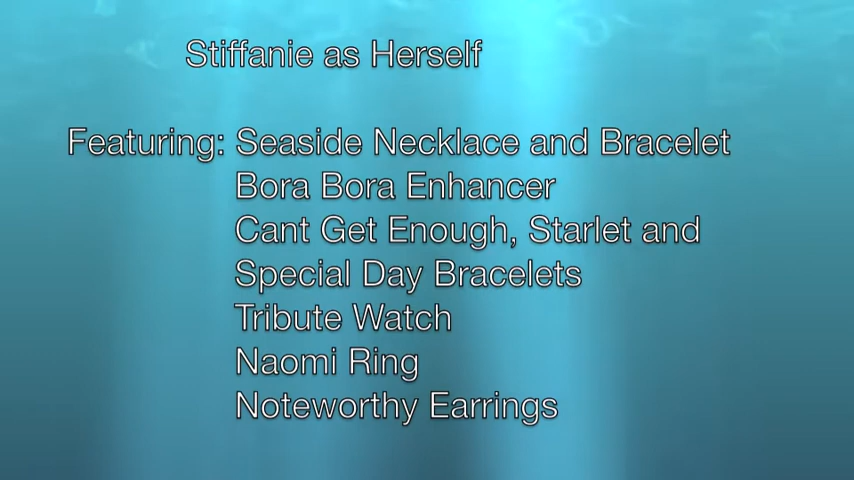 Stiffanie as Herself
Featuring: Seaside Necklace and Bracelet
Bora Bora Enhancer
Cant Get Enough, Starlet and
Special Day Bracelets
Tribute Watch
Naomi Ring
Noteworthy Earrings